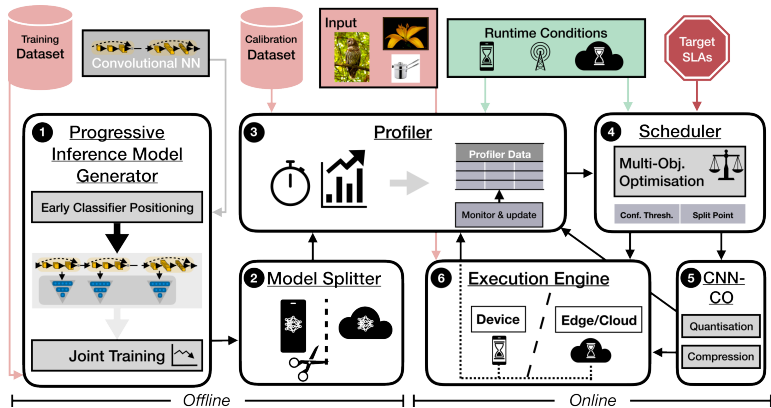 Training
Dataset
Convolutional NN
Calibration
Dataset
Input
Runtime Conditions
Target
SLAs
1
Progressive
Inference Model
Generator
Early Classifier Positioning
Joint Training
2
Model Splitter
3
Profiler
Profiler Data
Monitor & update
4
Scheduler
Multi-Obj.
Optimisation
Conf. Thresh.
Split Point
6
Execution Engine
Device
Edge/Cloud
5
CNN-
CO
Quantisation
Compression
Offline
Online